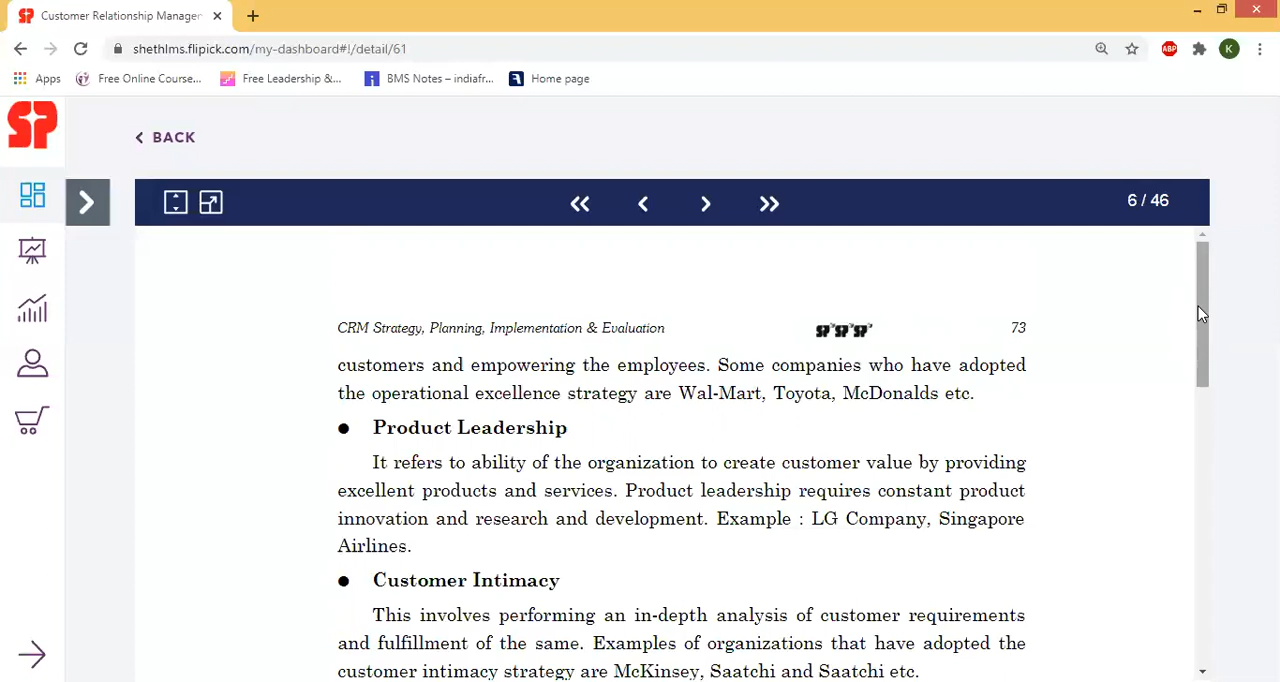 Customer Relationship Manager
shethlms.flipick.com/my-dashboard#!/detail/61
ABP
K
Apps
Free Online Course...
Free Leadership &...
BMS Notes – indiafr...
Home page
SP
BACK
6 / 46
CRM Strategy, Planning, Implementation & Evaluation SP SP SP 73
customers and empowering the employees. Some companies who have adopted
the operational excellence strategy are Wal-Mart, Toyota, McDonalds etc.
● Product Leadership
It refers to ability of the organization to create customer value by providing
excellent products and services. Product leadership requires constant product
innovation and research and development. Example : LG Company, Singapore
Airlines.
● Customer Intimacy
This involves performing an in-depth analysis of customer requirements
and fulfillment of the same. Examples of organizations that have adopted the
customer intimacy strategy are McKinsey, Saatchi and Saatchi etc.